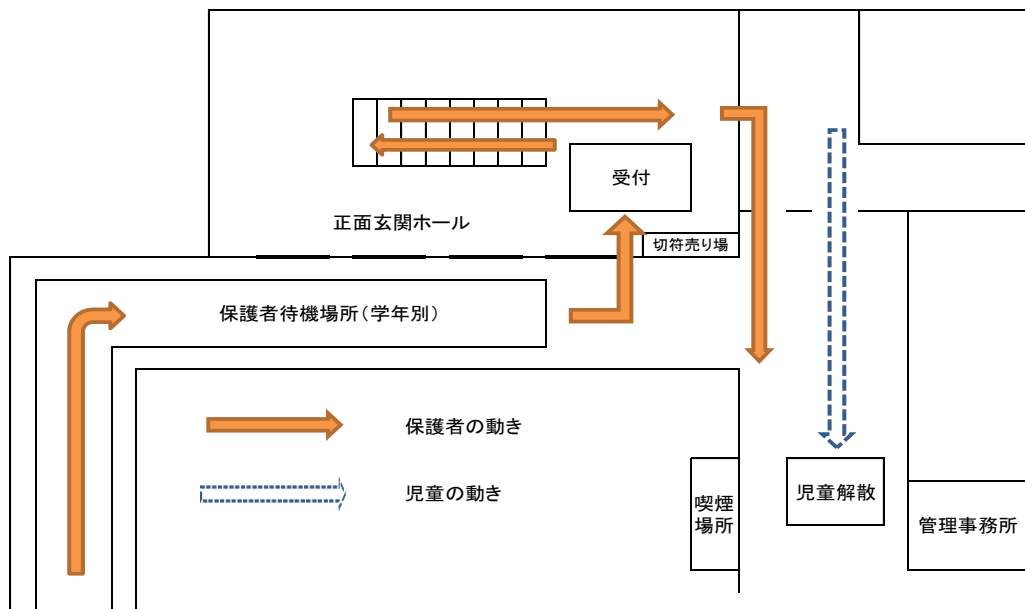 受付
正面玄関ホール
切符売り場
保護者待機場所（学年別）
保護者の動き
児童の動き
喫煙
場所
児童解散
管理事務所